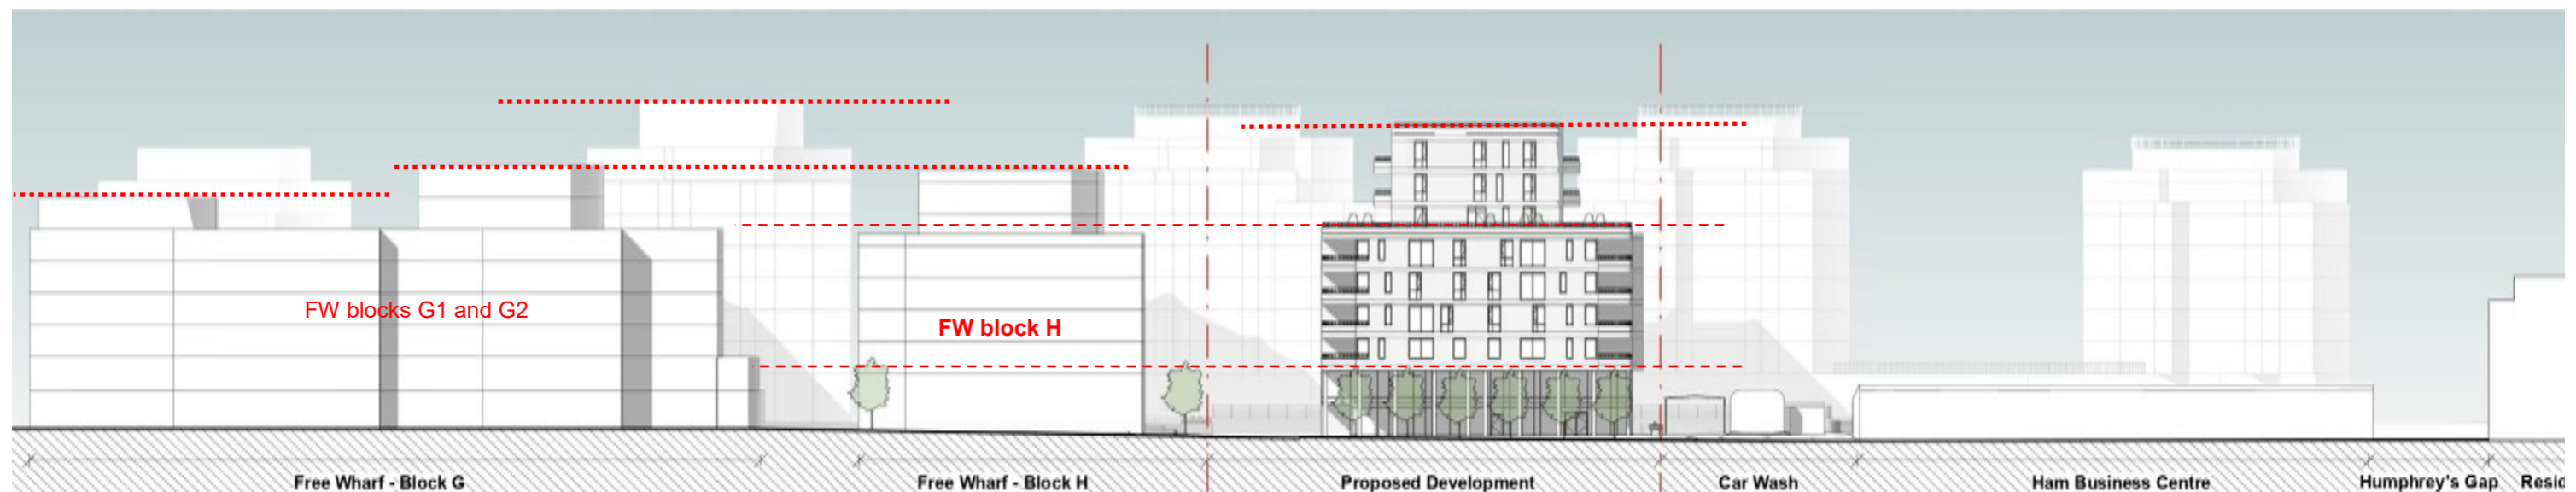 FW blocks G1 and G2
FW block H
Free Wharf - Block G
Free Wharf - Block H
Proposed Development
Car Wash
Ham Business Centre
Humphrey's Gap
Resid